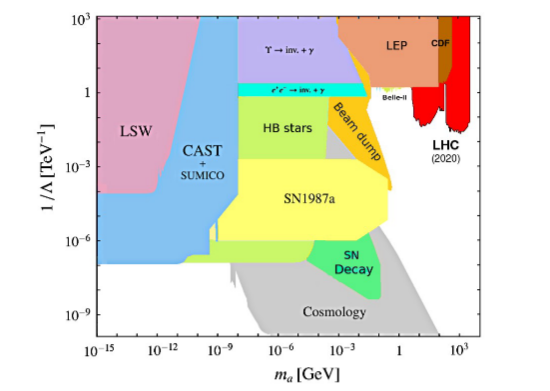 10³
1
10⁻³
10⁻⁶
10⁻⁹
1/Λ [TeV⁻¹]
LSW
CAST
+
SUMICO
ϒ → inv. + γ
e⁺e⁻ → inv. + γ
HB stars
Beam dump
LEP
CDF
Belle-II
LHC
(2020)
SN1987a
SN
Decay
Cosmology
10⁻¹⁵ 10⁻¹² 10⁻⁹ 10⁻⁶ 10⁻³ 1 10³
mₐ [GeV]